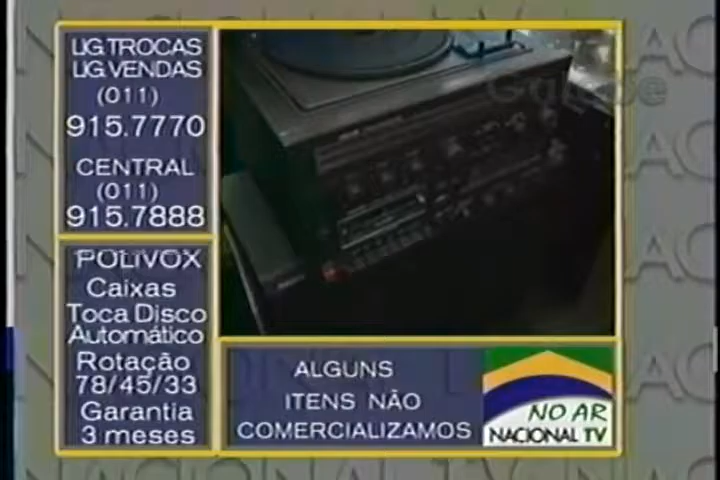 LIG.TROCAS
LIG.VENDAS
(011)
915.7770
CENTRAL
(011)
915.7888
POLIVOX
Caixas
Toca Disco
Automático
Rotação
78/45/33
Garantia
3 meses
ALGUNS
ITENS NÃO
COMERCIALIZAMOS
NO AR
NACIONAL TV